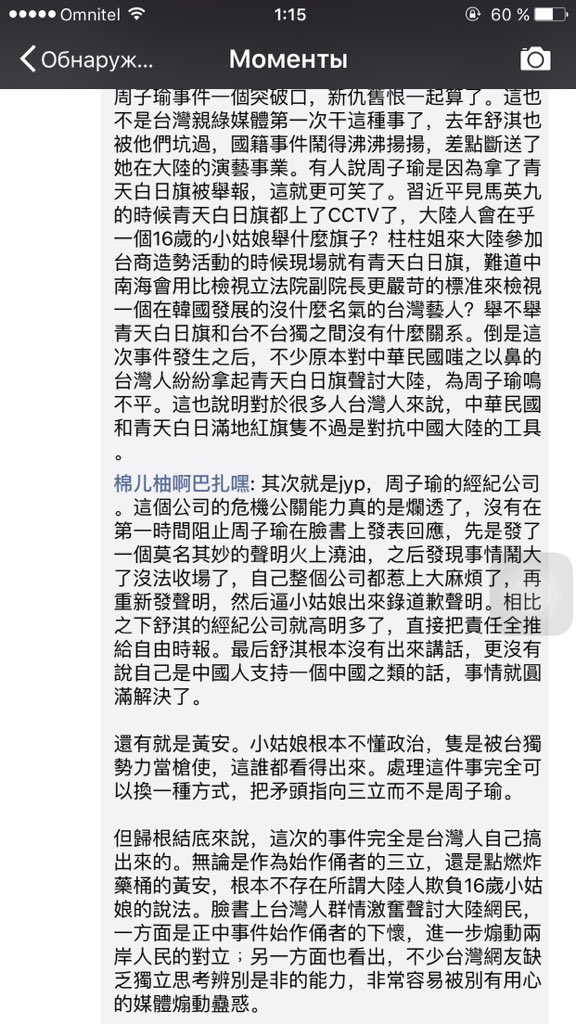 Omnitel 1:15 60 %
Обнаруж... Моменты
周子瑜事件一個突破口，新仇舊恨一起算了。這也
不是台灣親綠媒體第一次干這種事了，去年舒淇也
被他們坑過，國籍事件鬧得沸沸揚揚，差點斷送了
她在大陸的演藝事業。有人說周子瑜是因為拿了青
天白日旗被舉報，這就更可笑了。習近平見馬英九
的時候青天白日旗都上了CCTV了，大陸人會在乎
一個16歲的小姑娘舉什麼旗子？柱柱姐來大陸參加
台商造勢活動的時候現場就有青天白日旗，難道中
南海會用比檢視立法院副院長更嚴苛的標准來檢視
一個在韓國發展的沒什麼名氣的台灣藝人？舉不舉
青天白日旗和台不台獨之間沒有什麼關系。倒是這
次事件發生之后，不少原本對中華民國嗤之以鼻的
台灣人紛紛拿起青天白日旗聲討大陸，為周子瑜鳴
不平。這也說明對於很多人台灣人來說，中華民國
和青天白日滿地紅旗隻不過是對抗中國大陸的工具
。
棉儿柚啊巴扎嘿: 其次就是jyp，周子瑜的經紀公司
。這個公司的危機公關能力真的是爛透了，沒有在
第一時間阻止周子瑜在臉書上發表回應，先是發了
一個莫名其妙的聲明火上澆油，之后發現事情鬧大
了沒法收場了，自己整個公司都惹上大麻煩了，再
重新發聲明，然后逼小姑娘出來錄道歉聲明。相比
之下舒淇的經紀公司就高明多了，直接把責任全推
給自由時報。最后舒淇根本沒有出來講話，更沒有
說自己是中國人支持一個中國之類的話，事情就圓
滿解決了。
還有就是黃安。小姑娘根本不懂政治，隻是被台獨
勢力當槍使，這誰都看得出來。處理這件事完全可
以換一種方式，把矛頭指向三立而不是周子瑜。
但歸根結底來說，這次的事件完全是台灣人自己搞
出來的。無論是作為始作俑者的三立，還是點燃炸
藥桶的黃安，根本不存在所謂大陸人欺負16歲小姑
娘的說法。臉書上台灣人群情激奮聲討大陸網民，
一方面是正中事件始作俑者的下懷，進一步煽動兩
岸人民的對立；另一方面也看出，不少台灣網友缺
乏獨立思考辨別是非的能力，非常容易被別有用心
的媒體煽動蠱惑。